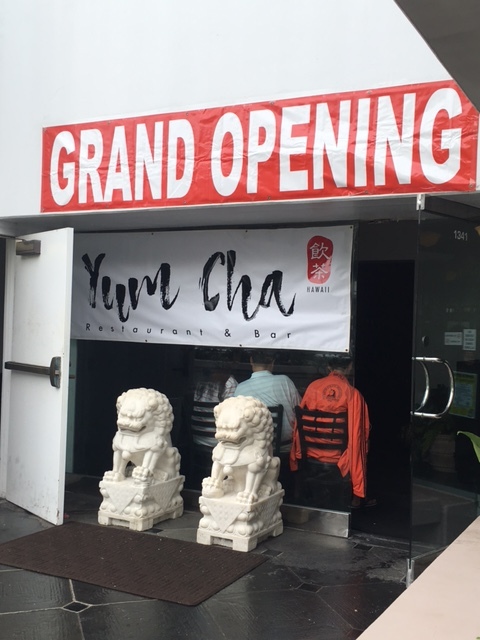 GRAND OPENING
Yum Cha
飲茶
HAWAII
Restaurant & Bar
1341